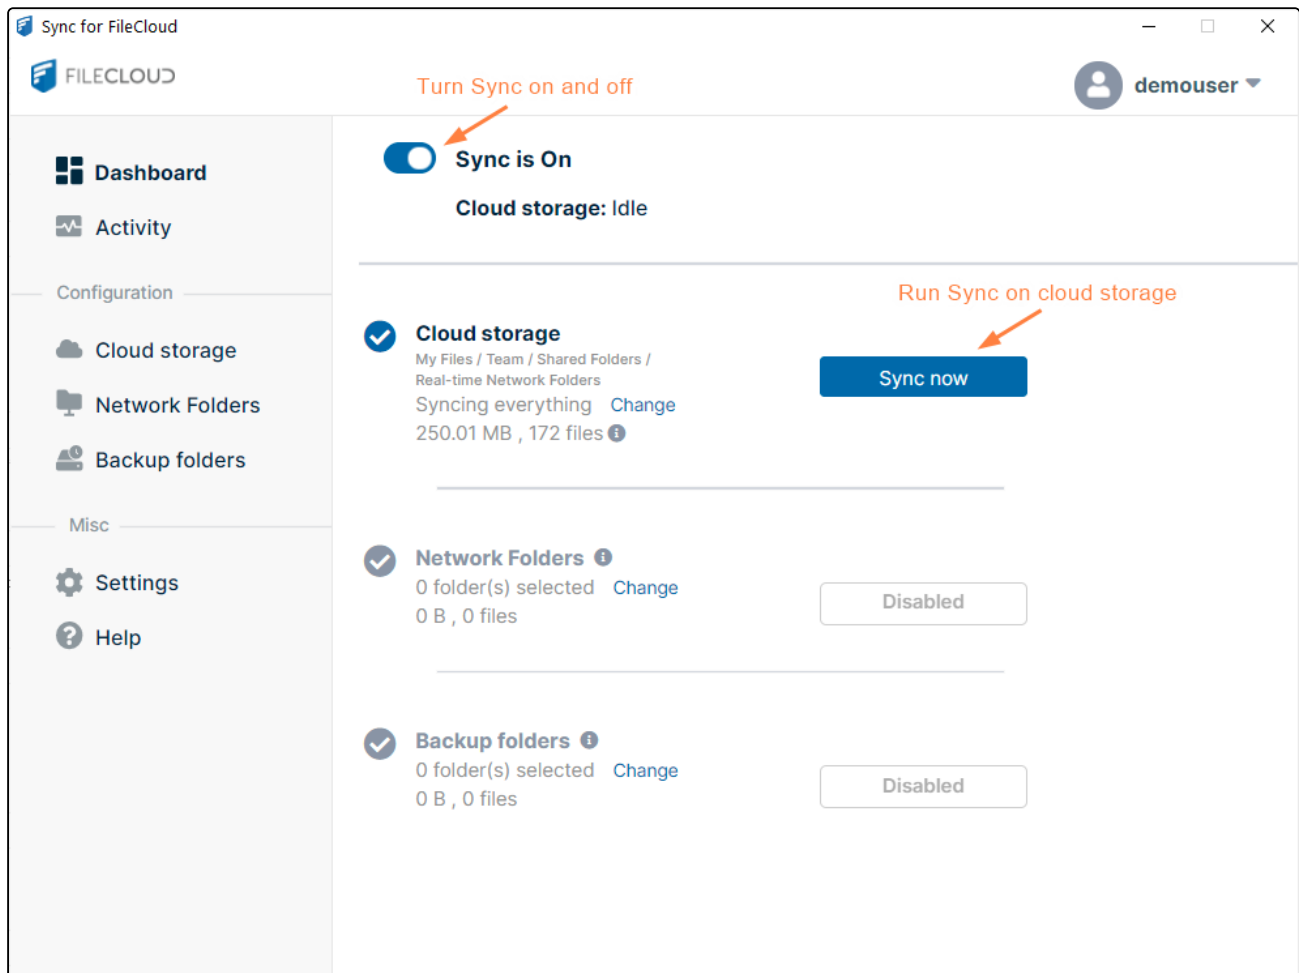 Sync for FileCloud
FILECLOUD
Turn Sync on and off
demouser
Dashboard
Activity
Configuration
Cloud storage
Network Folders
Backup folders
Misc
Settings
Help
Sync is On
Cloud storage: Idle
Run Sync on cloud storage
Cloud storage
My Files / Team / Shared Folders /
Real-time Network Folders
Syncing everything Change
250.01 MB , 172 files
Sync now
Network Folders
0 folder(s) selected Change
0 B , 0 files
Disabled
Backup folders
0 folder(s) selected Change
0 B , 0 files
Disabled